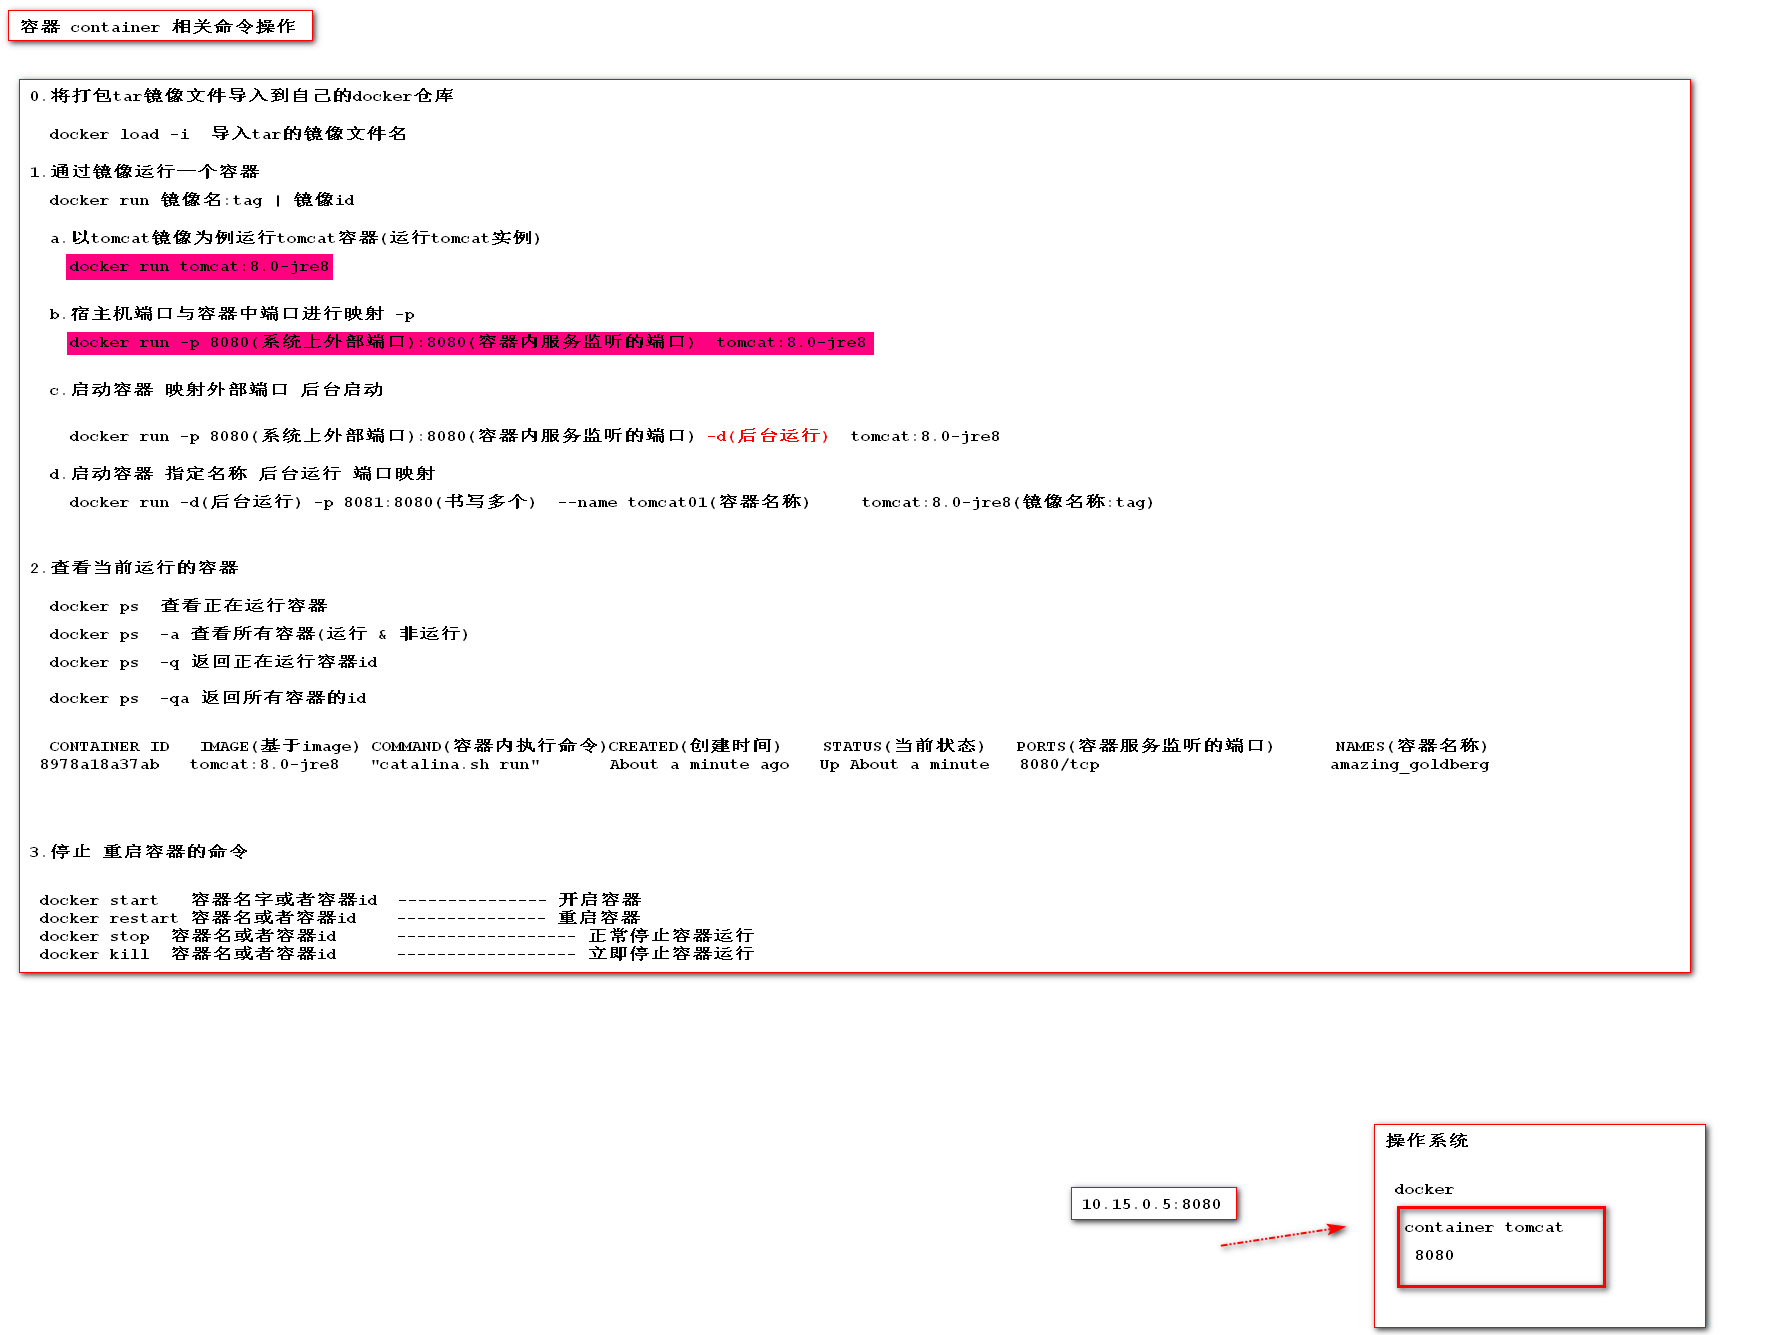 容器 container 相关命令操作
0.将打包tar镜像文件导入到自己的docker仓库
docker load -i 导入tar的镜像文件名
1.通过镜像运行一个容器
docker run 镜像名:tag | 镜像id
a.以tomcat镜像为例运行tomcat容器(运行tomcat实例)
docker run tomcat:8.0-jre8
b.宿主机端口与容器中端口进行映射 -p
docker run -p 8080(系统上外部端口):8080(容器内服务监听的端口) tomcat:8.0-jre8
c.启动容器 映射外部端口 后台启动
docker run -p 8080(系统上外部端口):8080(容器内服务监听的端口) -d(后台运行) tomcat:8.0-jre8
d.启动容器 指定名称 后台运行 端口映射
docker run -d(后台运行) -p 8081:8080(书写多个) --name tomcat01(容器名称) tomcat:8.0-jre8(镜像名称:tag)
2.查看当前运行的容器
docker ps 查看正在运行容器
docker ps -a 查看所有容器(运行 & 非运行)
docker ps -q 返回正在运行容器id
docker ps -qa 返回所有容器的id
CONTAINER ID IMAGE(基于image) COMMAND(容器内执行命令)CREATED(创建时间) STATUS(当前状态) PORTS(容器服务监听的端口) NAMES(容器名称)
8978a18a37ab tomcat:8.0-jre8 "catalina.sh run" About a minute ago Up About a minute 8080/tcp amazing_goldberg
3.停止 重启容器的命令
docker start 容器名字或者容器id --------------- 开启容器
docker restart 容器名或者容器id --------------- 重启容器
docker stop 容器名或者容器id ------------------ 正常停止容器运行
docker kill 容器名或者容器id ------------------ 立即停止容器运行
操作系统
docker
10.15.0.5:8080
container tomcat
8080